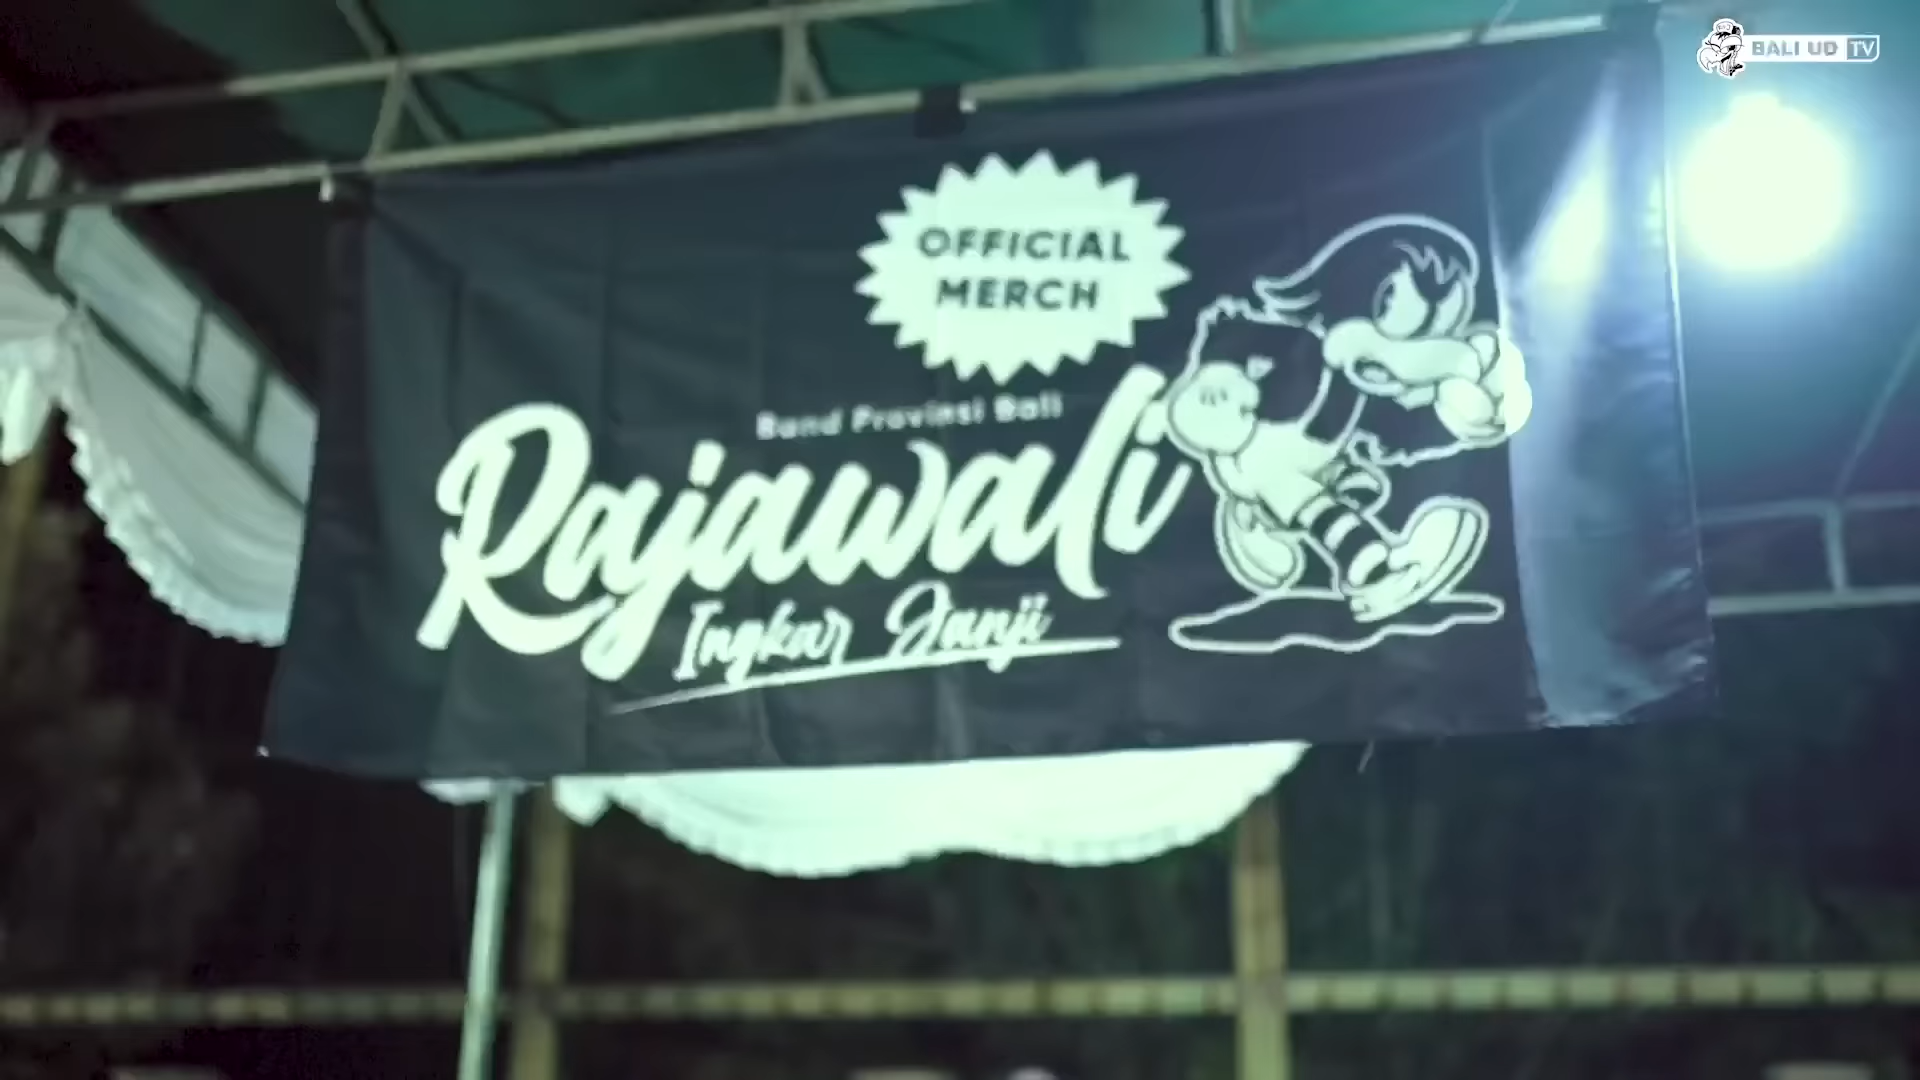 BALI UD TV
OFFICIAL
MERCH
Band Provinsi Bali
Rajawali
Ingkar Janji